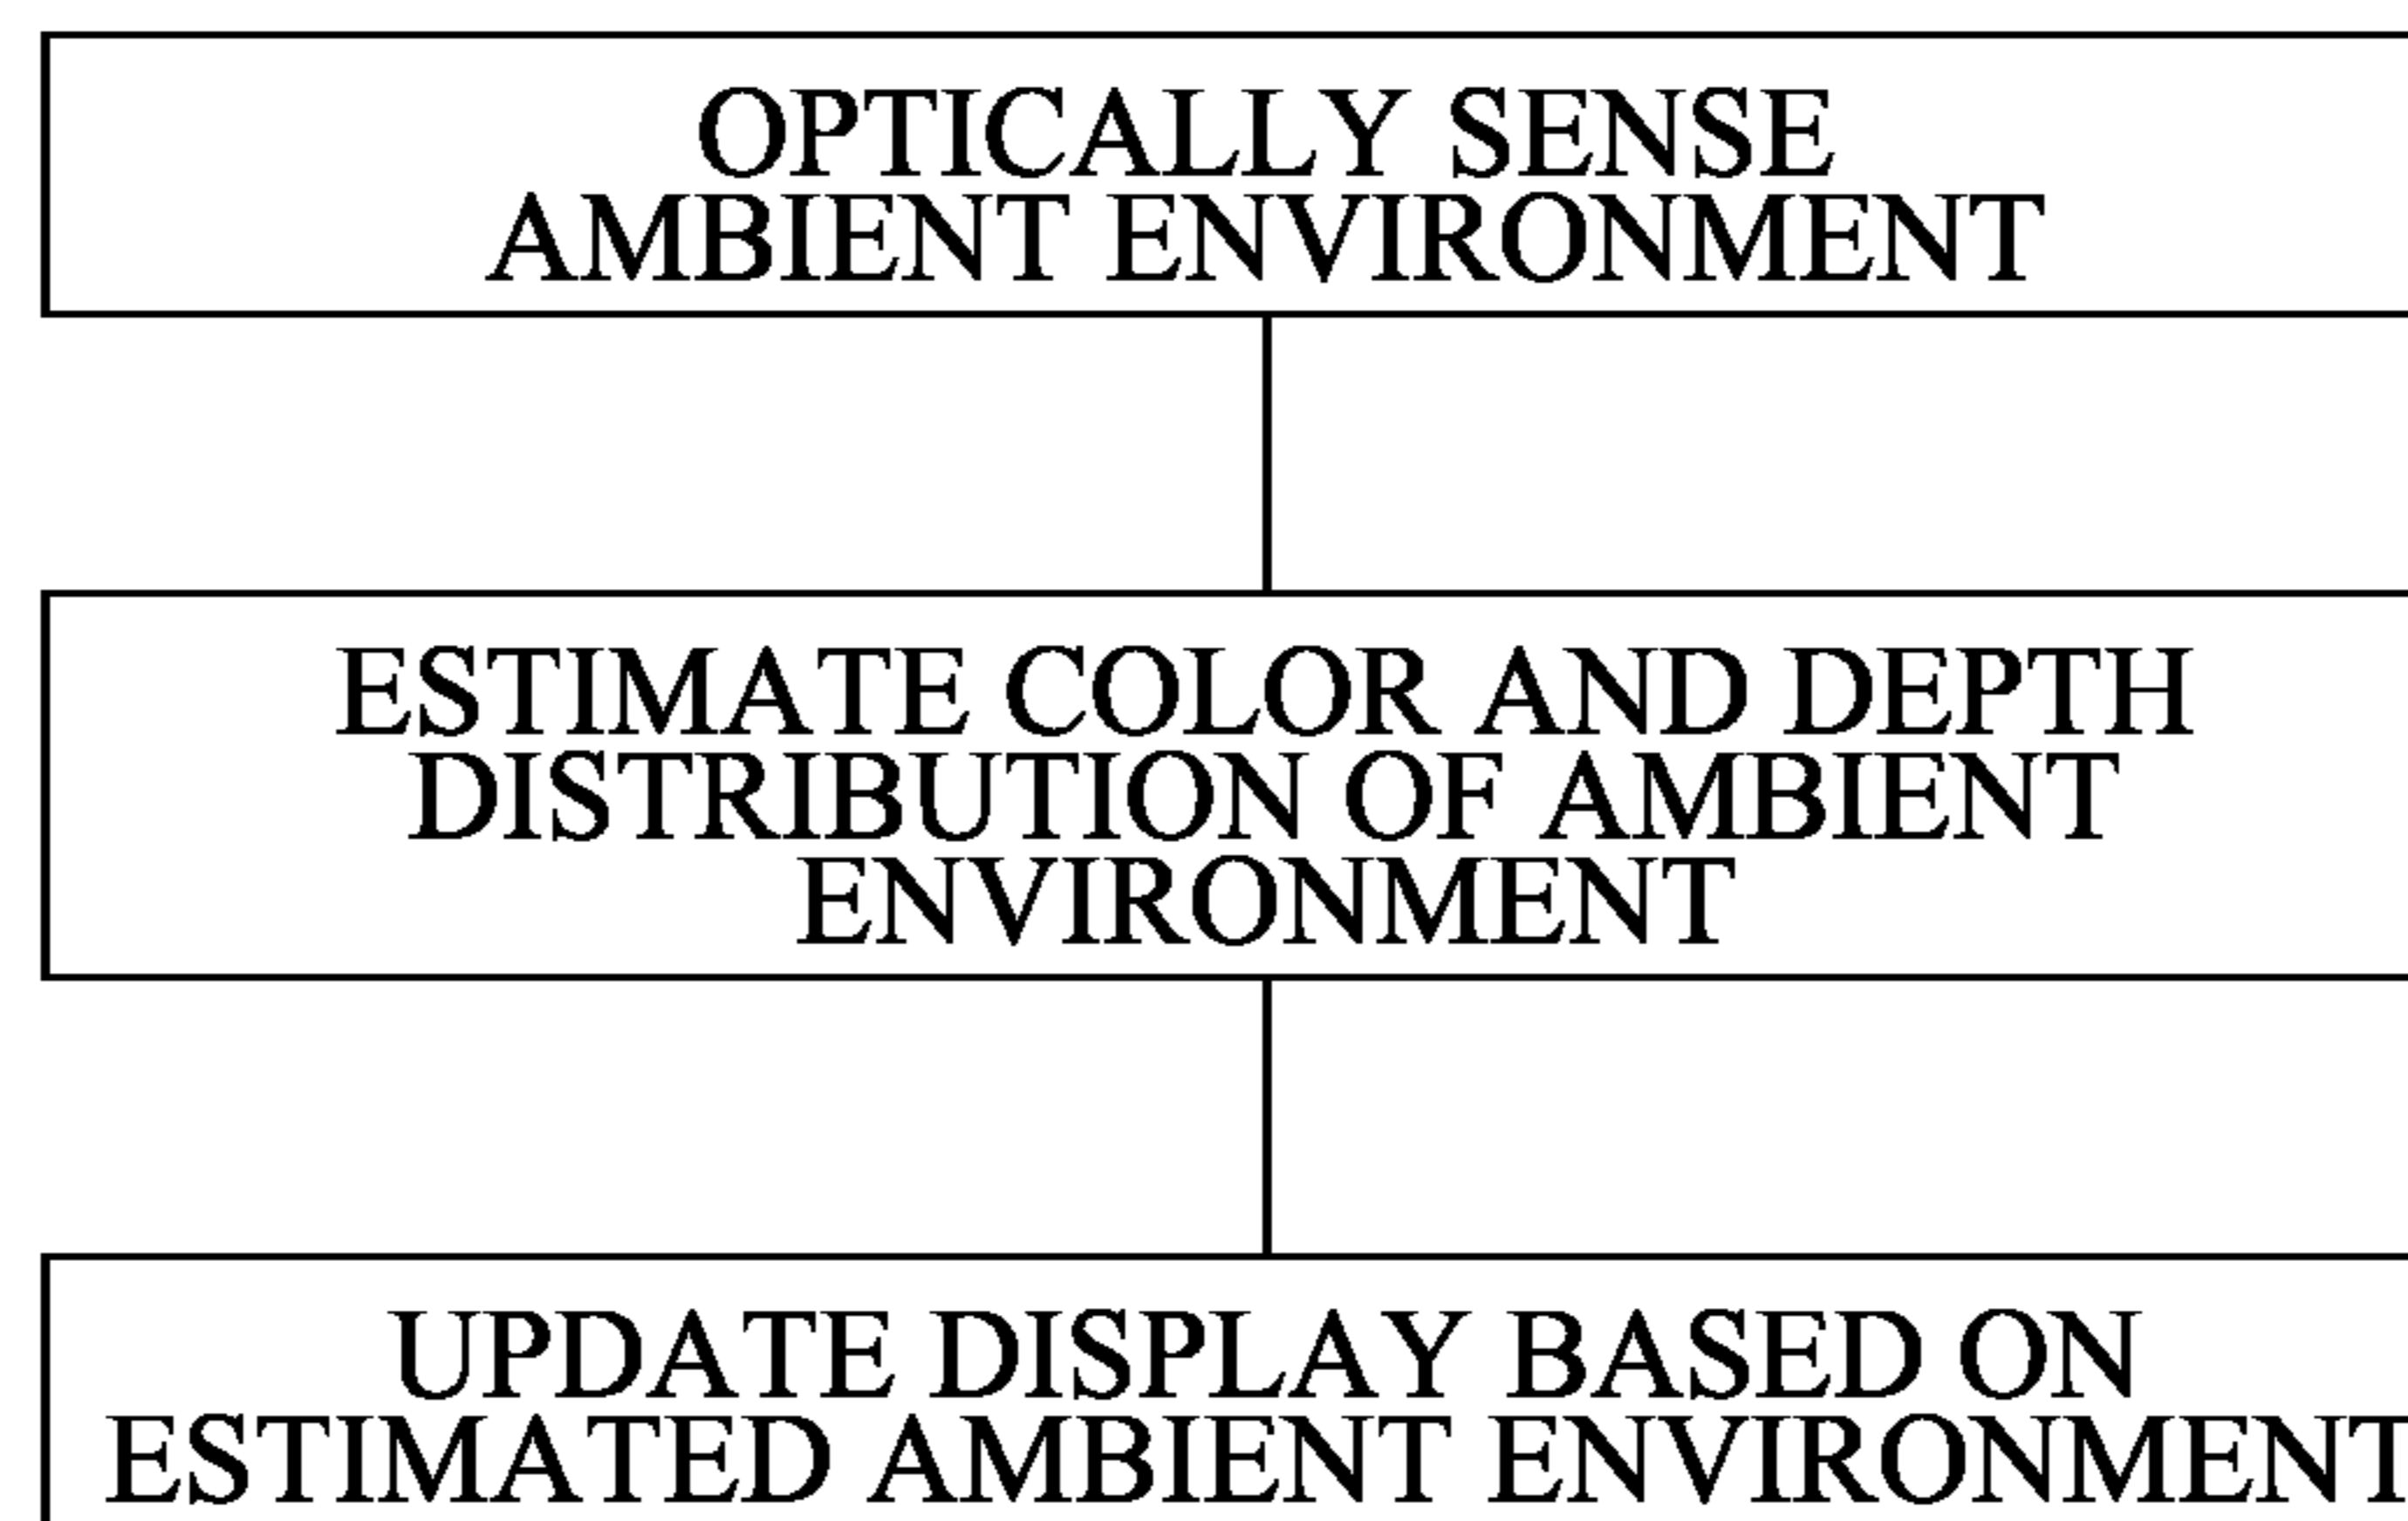 OPTICALLY SENSE
AMBIENT ENVIRONMENT
ESTIMATE COLOR AND DEPTH
DISTRIBUTION OF AMBIENT
ENVIRONMENT
UPDATE DISPLAY BASED ON
ESTIMATED AMBIENT ENVIRONMENT